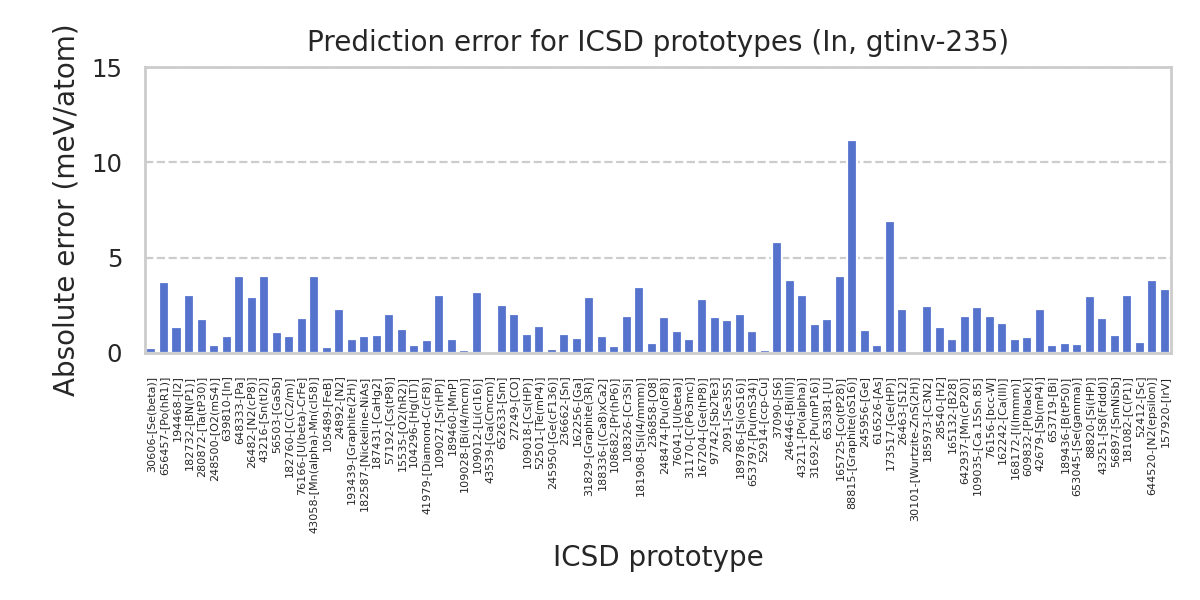 Prediction error for ICSD prototypes (In, gtinv-235)
Absolute error (meV/atom)
15
10
5
0
30606-[Se(beta)]
656457-[Po(hR1)]
194468-[I2]
182732-[BN(P1)]
280872-[Ta(tP30)]
248500-[O2(mS4)]
639810-[In]
648333-[Pa]
26482-[N2(cP8)]
43216-[Sn(tI2)]
56503-[GaSb]
182760-[C(C2/m)]
76166-[U(beta)-CrFe]
43058-[Mn(alpha)-Mn(cI58)]
105489-[FeB]
24892-[N2]
193439-[Graphite(2H)]
182587-[Nickeline-NiAs]
187431-[CaHg2]
57192-[Cs(tP8)]
15535-[O2(hR2)]
104296-[Hg(LT)]
41979-[Diamond-C(cF8)]
109027-[Sr(HP)]
189460-[MnP]
109028-[Bi(I4/mcm)]
109012-[Li(cI16)]
43539-[Ga(Cmcm)]
652633-[Sm]
27249-[CO]
109018-[Cs(HP)]
52501-[Te(mP4)]
245950-[Ge(cF136)]
236662-[Sn]
162256-[Ga]
31829-[Graphite(3R)]
188336-[(Ca8)xCa2]
108682-[Pr(hP6)]
108326-[Cr3Si]
181908-[Si(I4/mmm)]
236858-[O8]
248474-[Pu(oF8)]
76041-[U(beta)]
31170-[C(P63mc)]
167204-[Ge(hP8)]
97742-[Sb2Te3]
2091-[Se3S5]
189786-[Si(oS16)]
653797-[Pu(mS34)]
52914-[ccp-Cu]
37090-[S6]
246446-[Bi(III)]
43211-[Po(alpha)]
31692-[Pu(mP16)]
653381-[U]
165725-[Co(tP28)]
88815-[Graphite(oS16)]
245956-[Ge]
616526-[As]
173517-[Ge(HP)]
26463-[S12]
30101-[Wurtzite-ZnS(2H)]
185973-[C3N2]
28540-[H2]
165132-[B28]
642937-[Mn(cP20)]
109035-[Ca.15Sn.85]
76156-[bcc-W]
162242-[Ca(III)]
168172-[I(Immm)]
609832-[P(black)]
42679-[Sb(mP4)]
653719-[Bi]
189436-[B(tP50)]
653045-[Se(gamma)]
88820-[Si(HP)]
43251-[S8(Fddd)]
56897-[SmNiSb]
181082-[C(P1)]
52412-[Sc]
644520-[N2(epsilon)]
157920-[IrV]
ICSD prototype